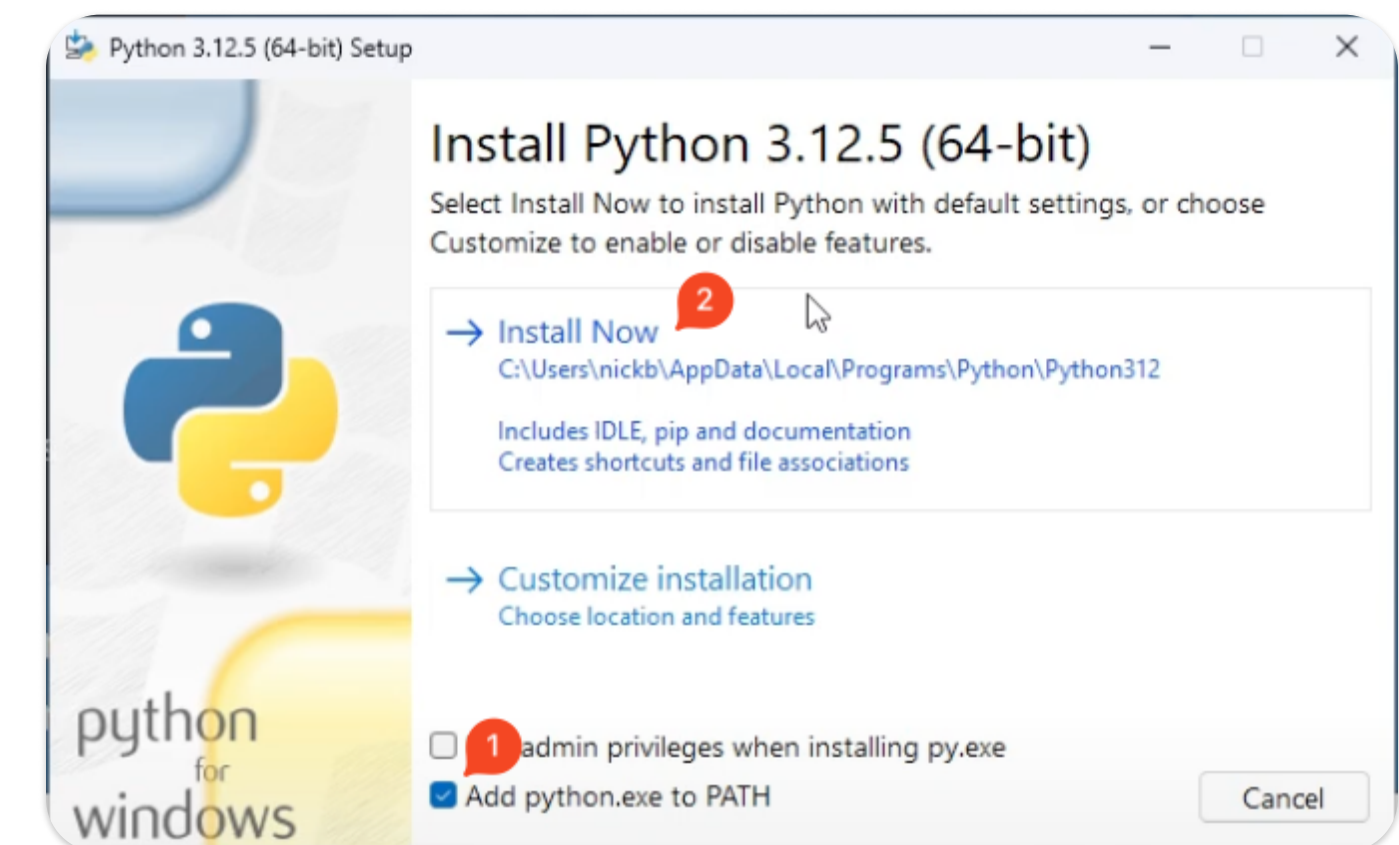 Python 3.12.5 (64-bit) Setup
Install Python 3.12.5 (64-bit)
Select Install Now to install Python with default settings, or choose
Customize to enable or disable features.
2
Install Now
C:\Users\nickb\AppData\Local\Programs\Python\Python312
Includes IDLE, pip and documentation
Creates shortcuts and file associations
Customize installation
Choose location and features
1 admin privileges when installing py.exe
Add python.exe to PATH
Cancel
python
for
windows